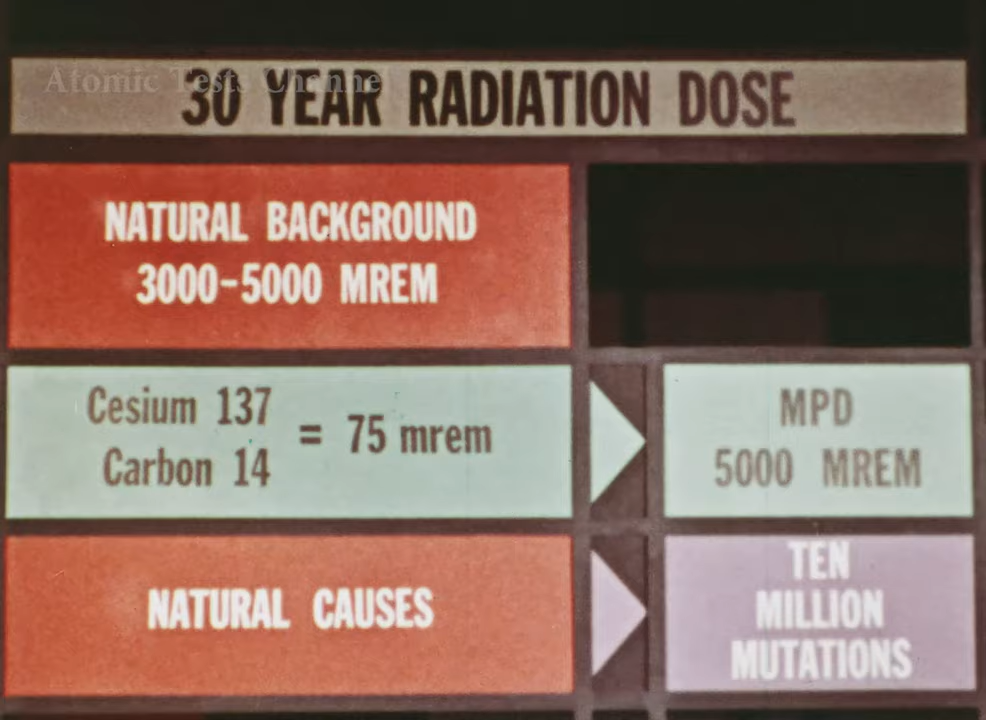 Atomic Tests Channel
30 YEAR RADIATION DOSE
NATURAL BACKGROUND
3000-5000 MREM
Cesium 137
Carbon 14
= 75 mrem
MPD
5000 MREM
NATURAL CAUSES
TEN
MILLION
MUTATIONS